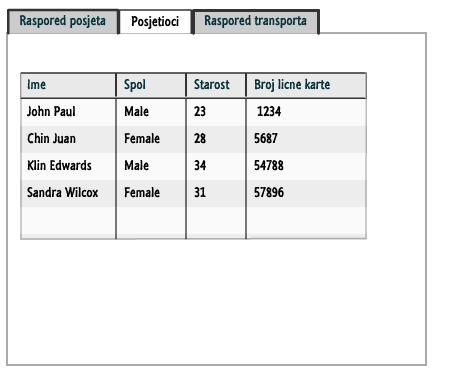 Raspored posjeta Posjetioci Raspored transporta
Ime Spol Starost Broj licne karte
John Paul Male 23 1234
Chin Juan Female 28 5687
Klin Edwards Male 34 54788
Sandra Wilcox Female 31 57896